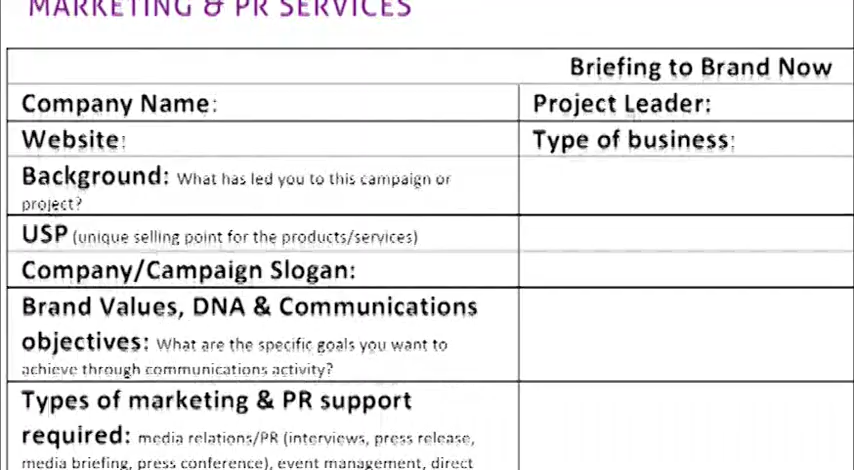 MARKETING & PR SERVICES
Briefing to Brand Now
Company Name:
Project Leader:
Website:
Type of business:
Background: What has led you to this campaign or
project?
USP (unique selling point for the products/services)
Company/Campaign Slogan:
Brand Values, DNA & Communications
objectives: What are the specific goals you want to
achieve through communications activity?
Types of marketing & PR support
required: media relations/PR (interviews, press release,
media briefing, press conference), event management, direct